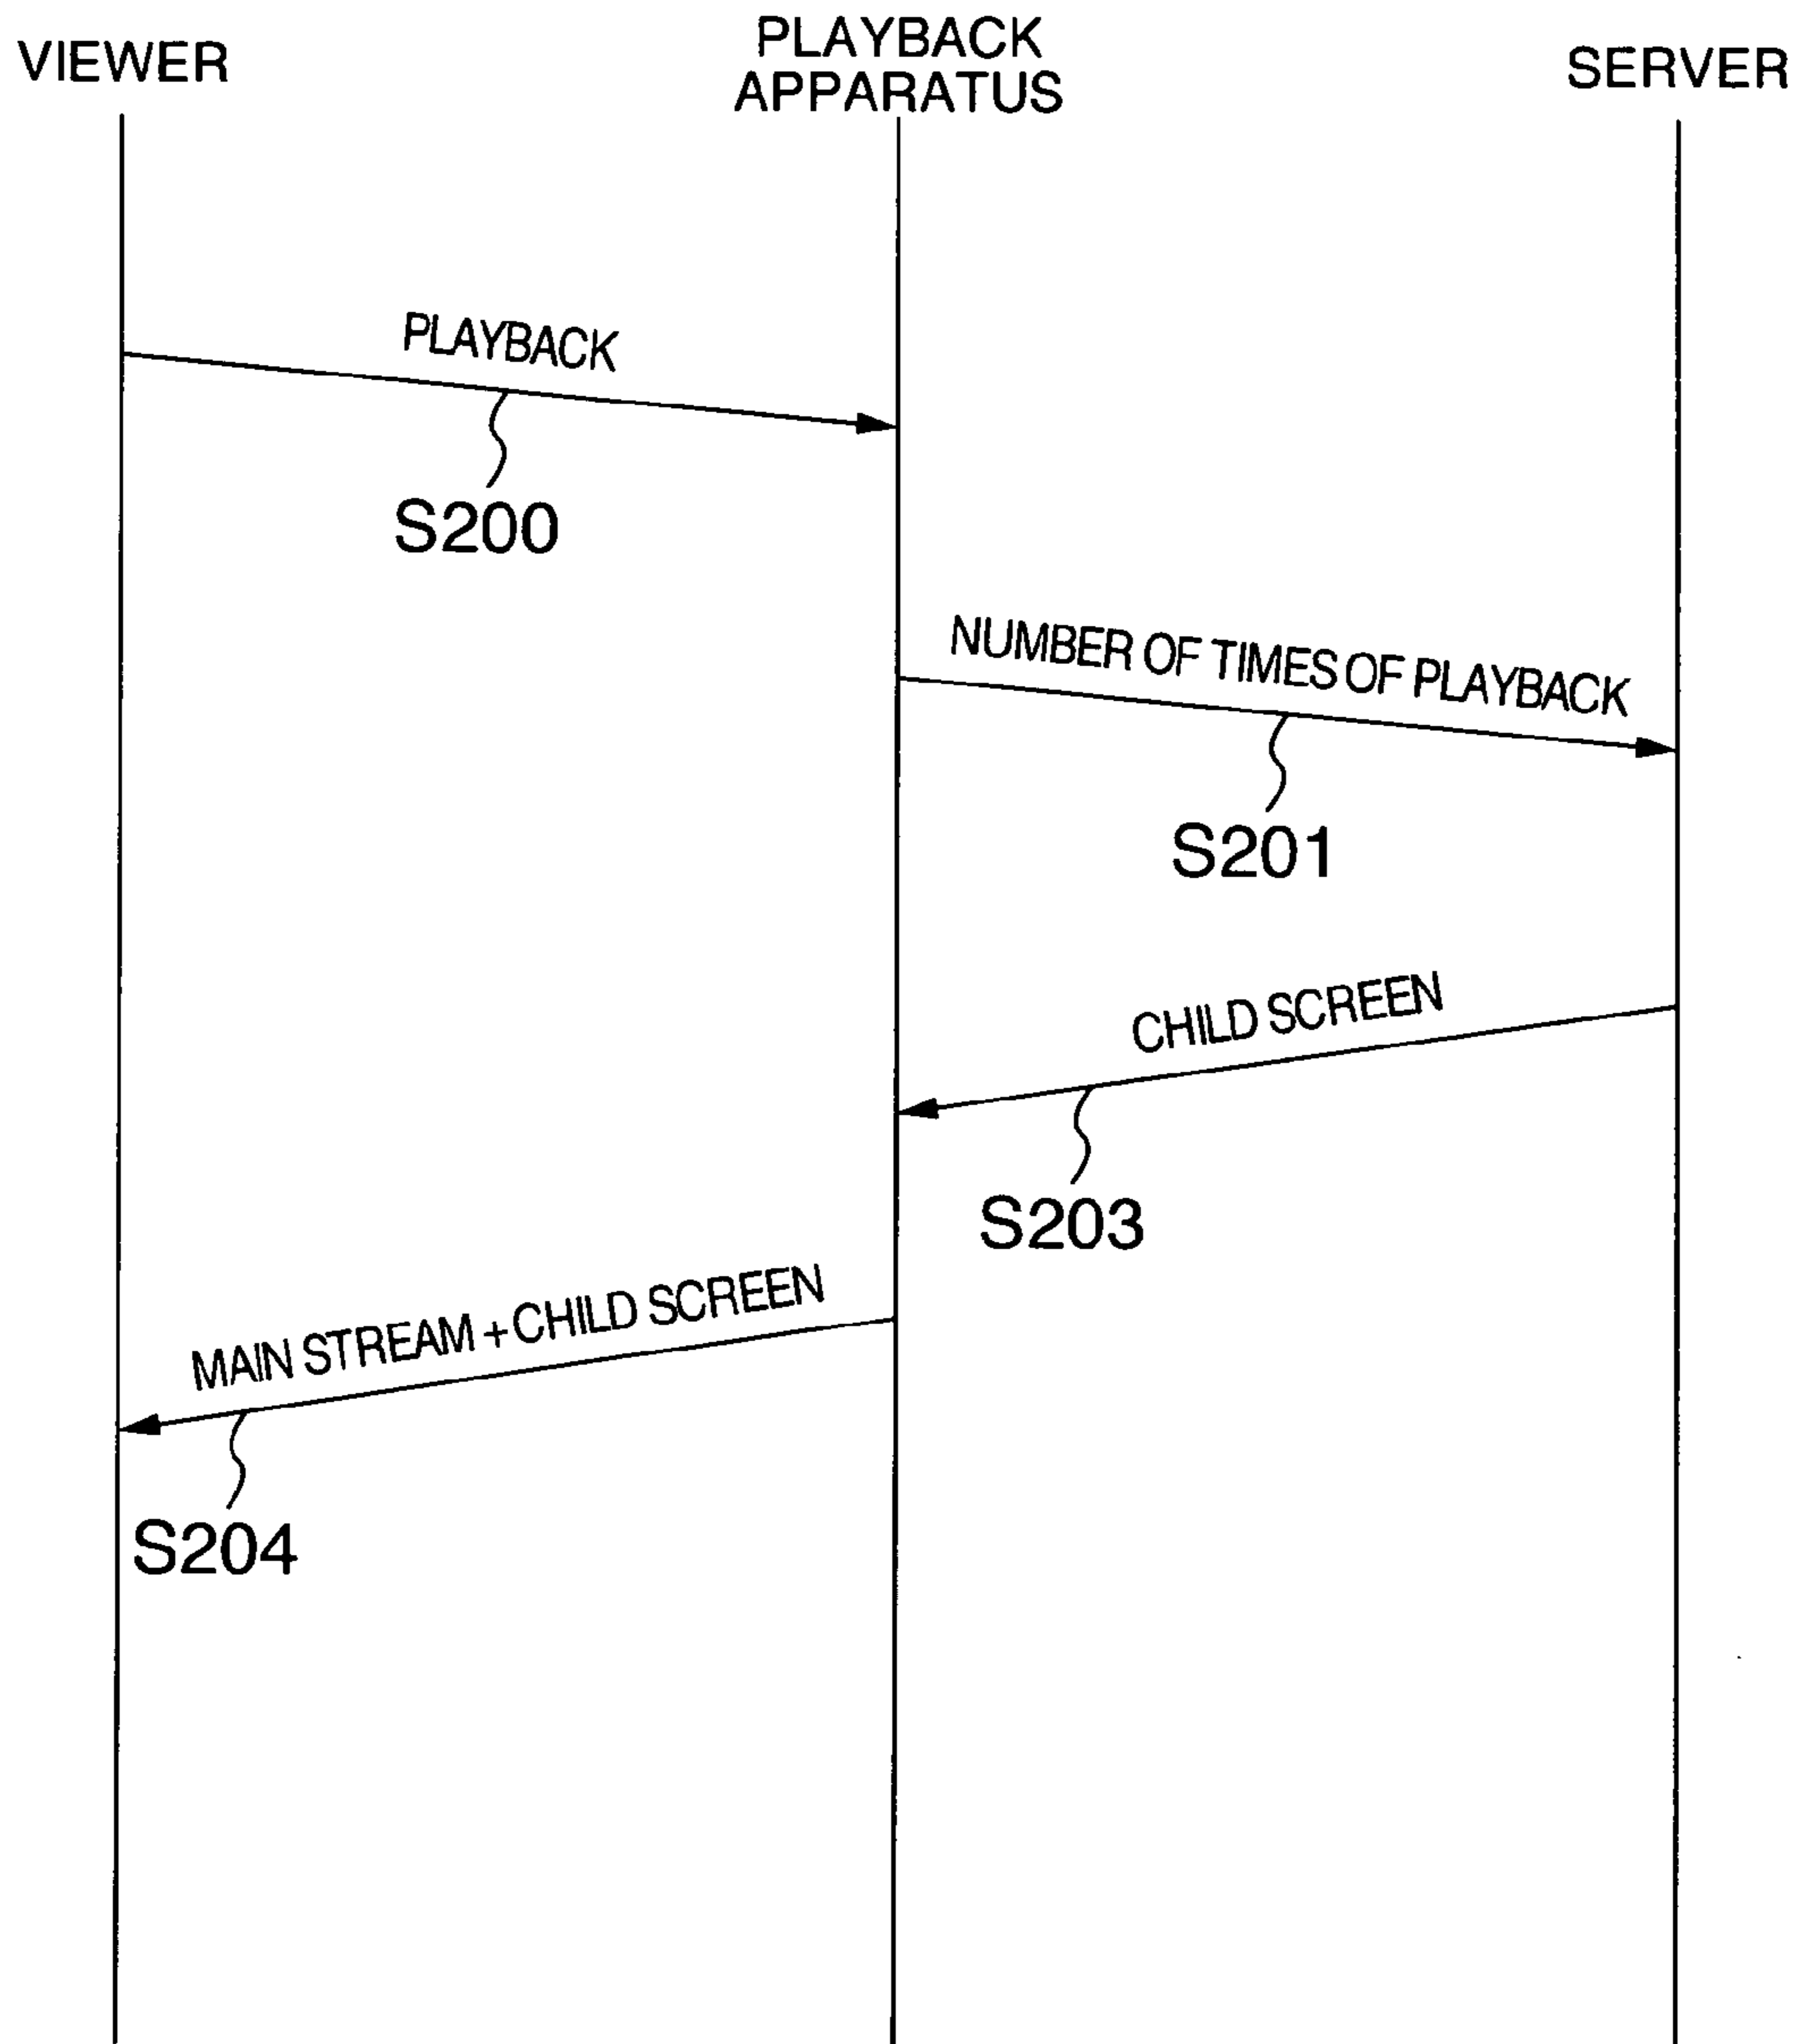 VIEWER
PLAYBACK
APPARATUS
SERVER
PLAYBACK
S200
NUMBER OF TIMES OF PLAYBACK
S201
CHILD SCREEN
S203
MAIN STREAM + CHILD SCREEN
S204